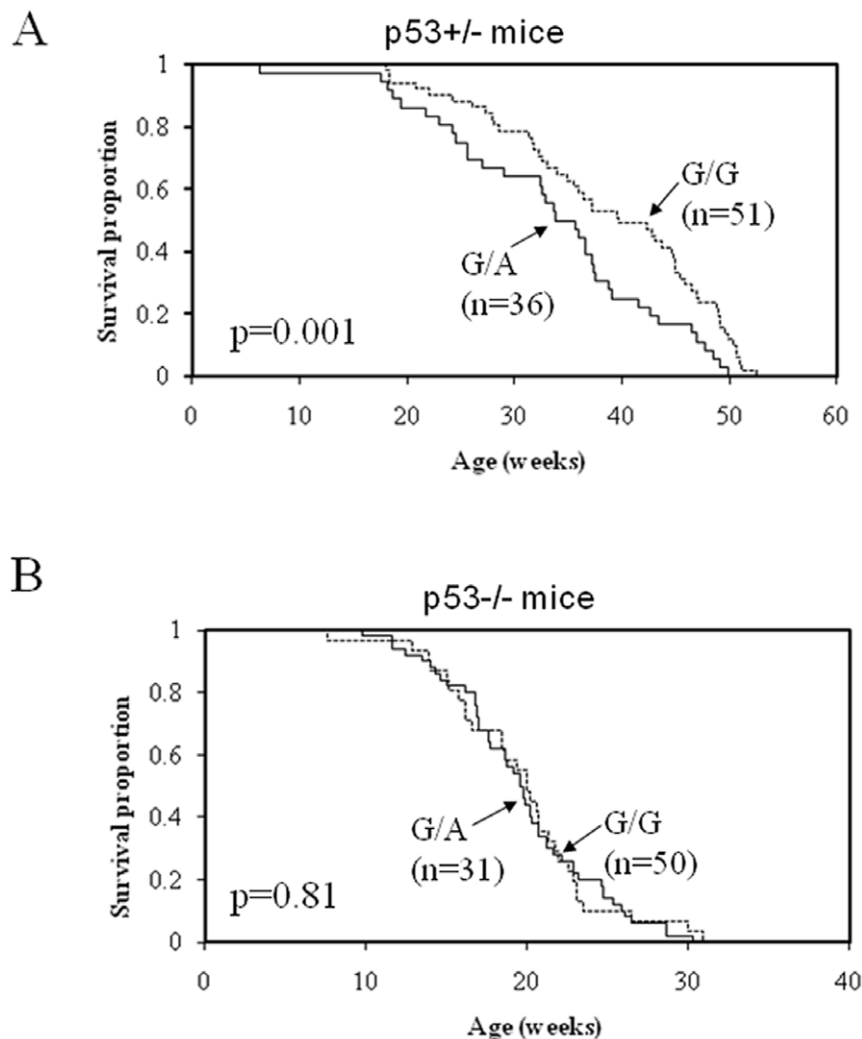 A
p53+/- mice
1
0.8
0.6
0.4
0.2
0
Survival proportion
G/G
(n=51)
G/A
(n=36)
p=0.001
0 10 20 30 40 50 60
Age (weeks)
B
p53-/- mice
1
0.8
0.6
0.4
0.2
0
Survival proportion
G/A
(n=31)
G/G
(n=50)
p=0.81
0 10 20 30 40
Age (weeks)